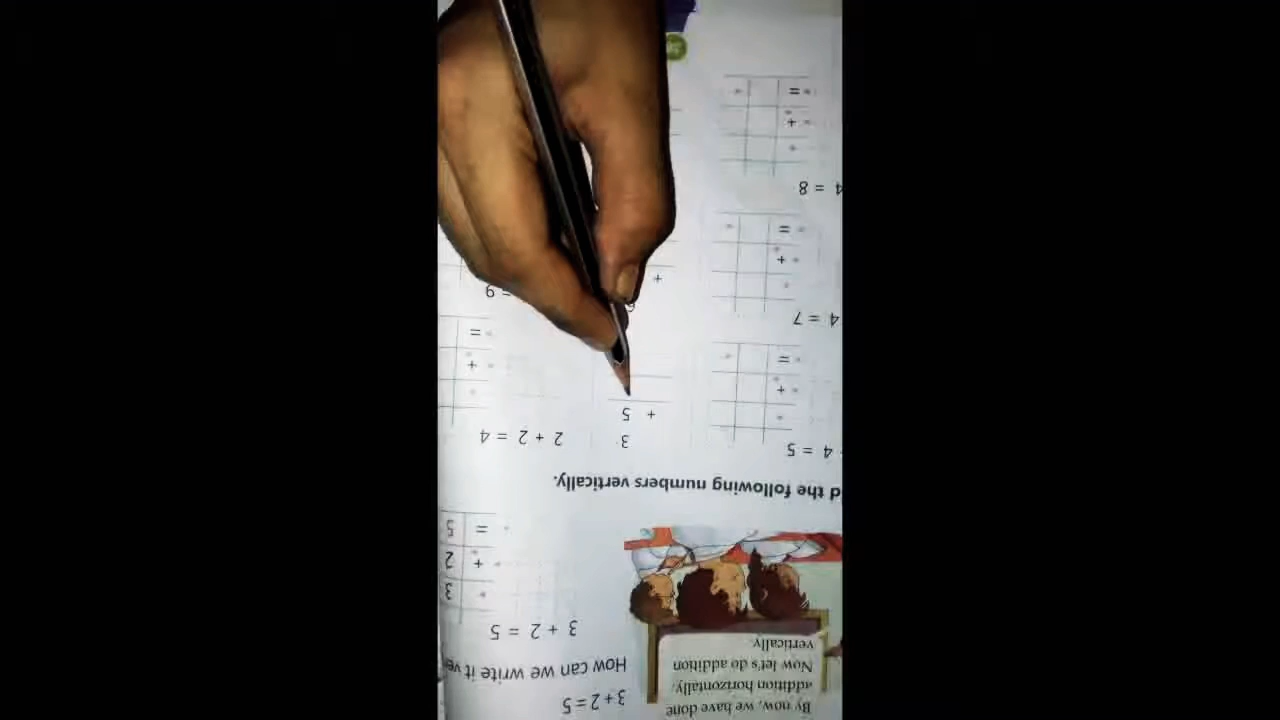 3+2=5
By now, we have done
addition horizontally.
Now let's do addition
vertically.
How can we write it
3 + 2 = 5
3
+ 2
= 5
the following numbers vertically.
4 = 5
3
+ 5
2 + 2 = 4
+
=
+
=
4 = 7
+
= 9
+
=
4 = 8
+
=